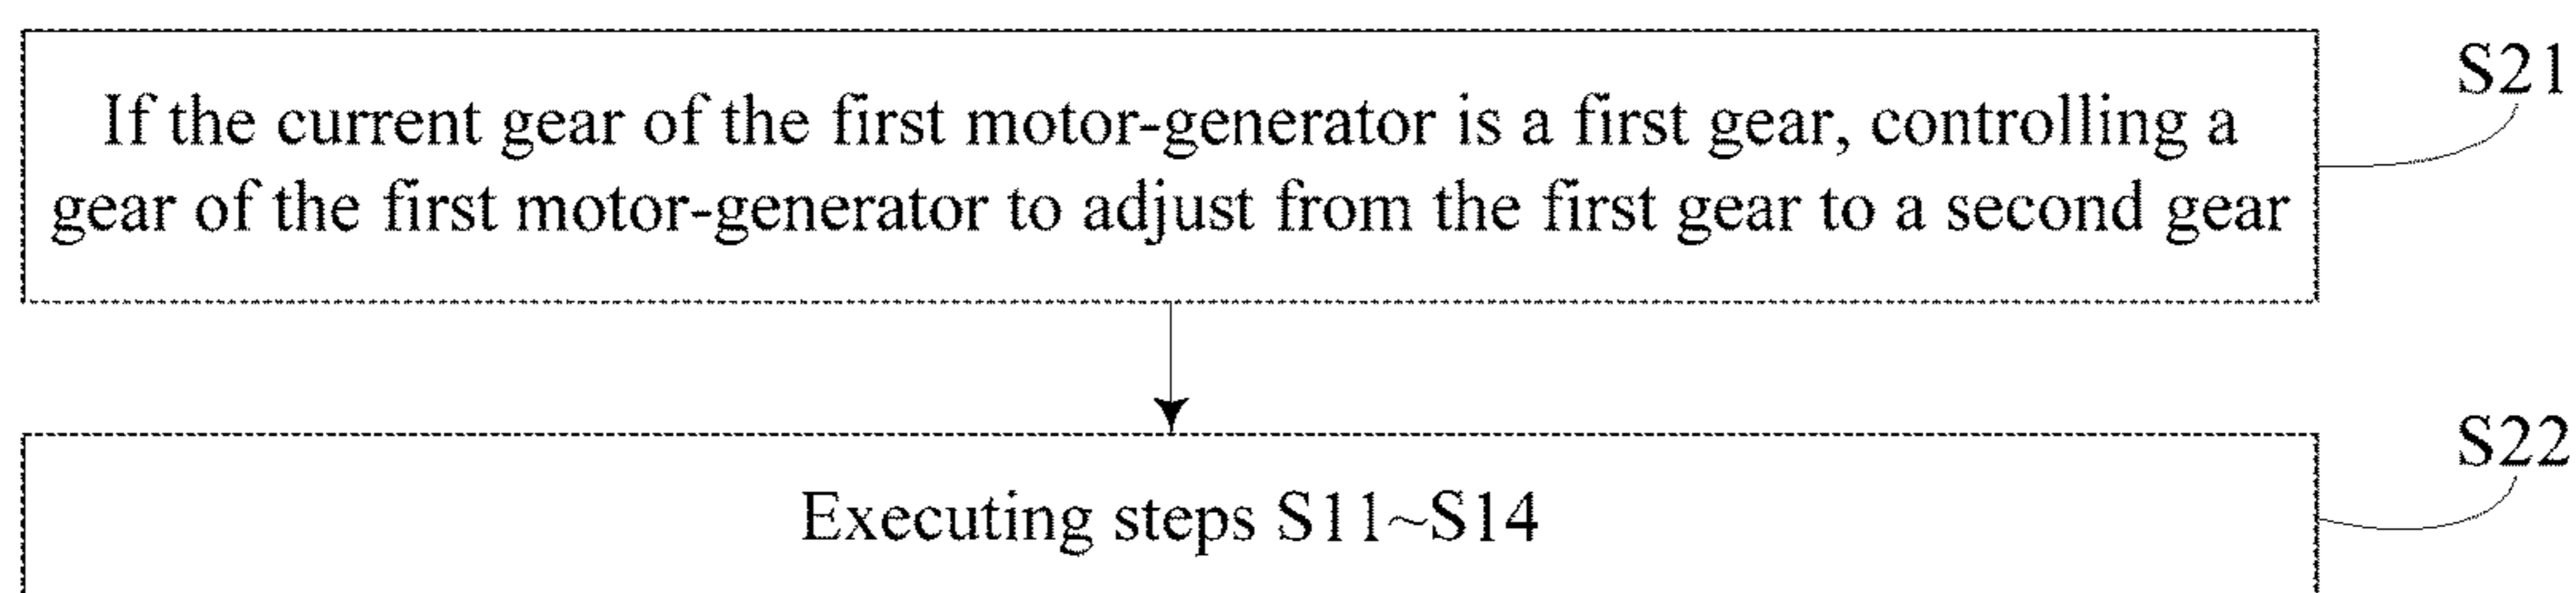 S21
If the current gear of the first motor-generator is a first gear, controlling a
gear of the first motor-generator to adjust from the first gear to a second gear
S22
Executing steps S11~S14